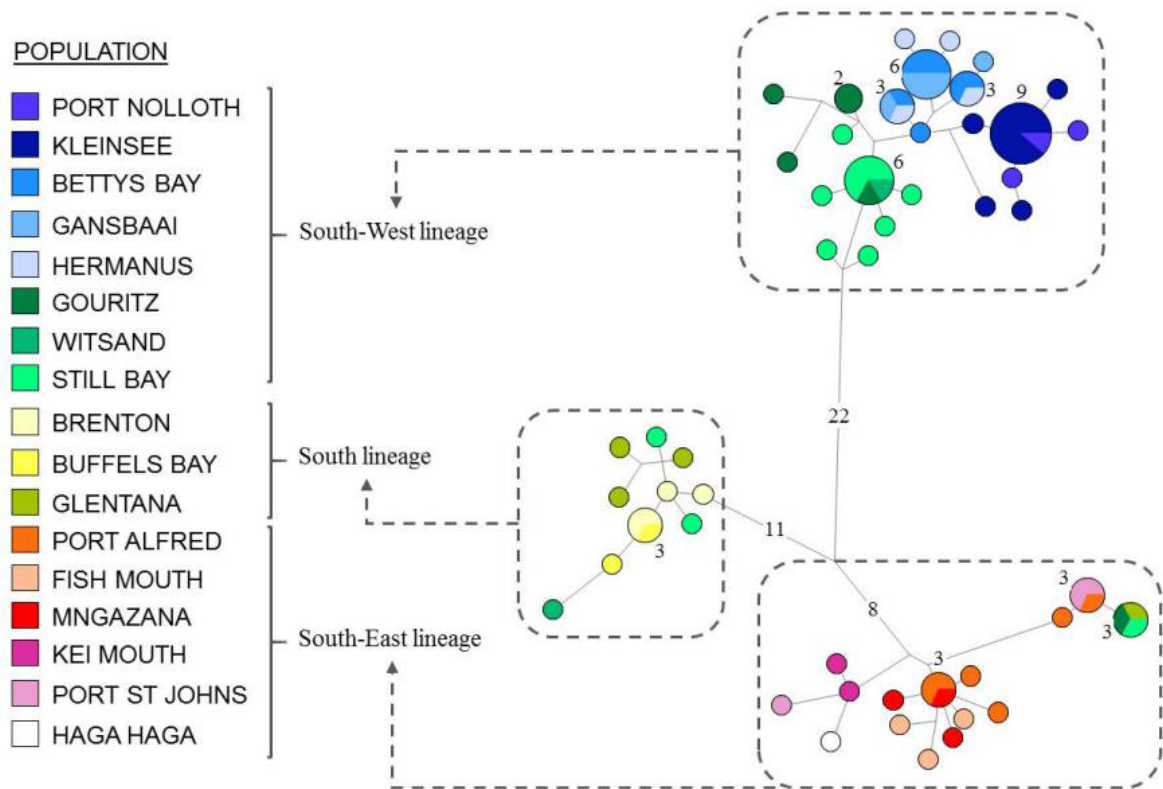 POPULATION
PORT NOLLOTH
KLEINSEE
BETTYS BAY
GANSBAAI
HERMANUS
GOURITZ
WITSAND
STILL BAY
BRENTON
BUFFELS BAY
GLENTANA
PORT ALFRED
FISH MOUTH
MNGAZANA
KEI MOUTH
PORT ST JOHNS
HAGA HAGA
South-West lineage
South lineage
South-East lineage
6
2
3
3
9
6
22
3
11
8
3
3
3